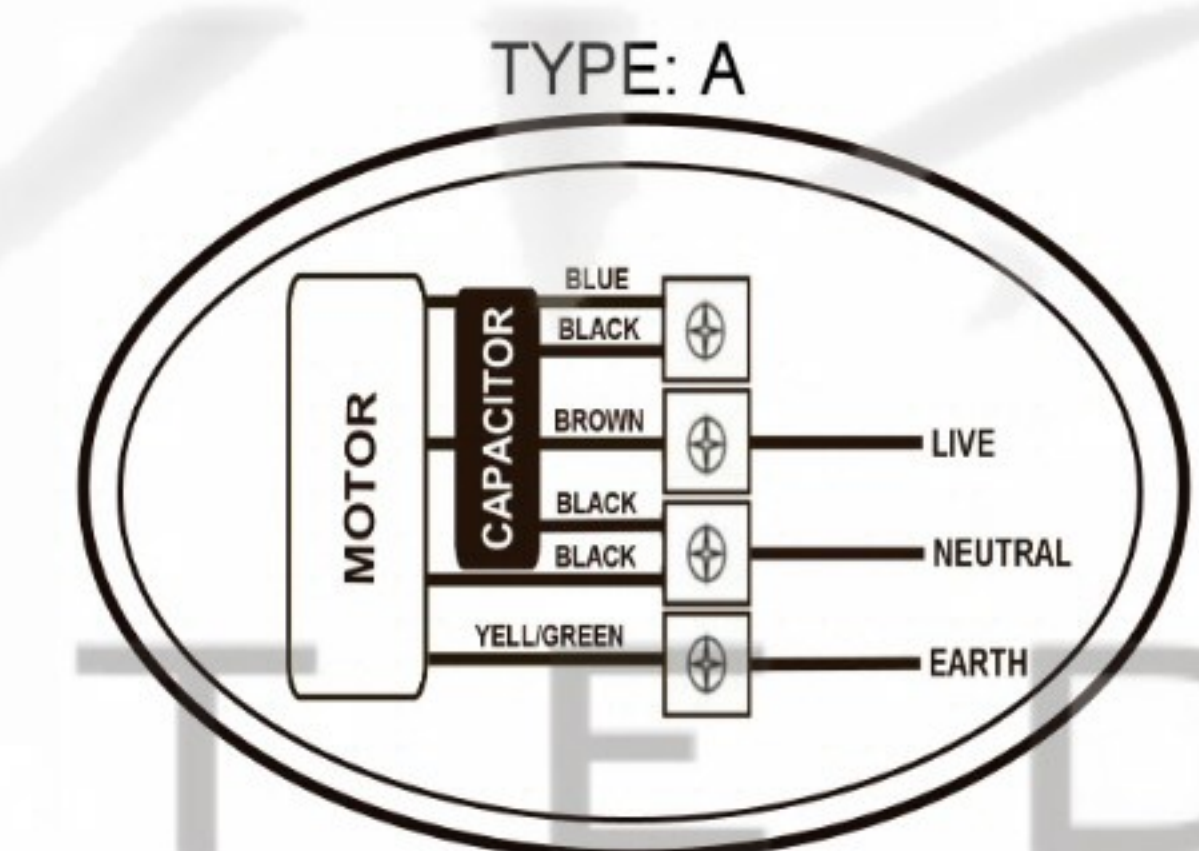 TYPE: A
BLUE
BLACK
BROWN
BLACK
BLACK
YELL/GREEN
MOTOR
CAPACITOR
LIVE
NEUTRAL
EARTH